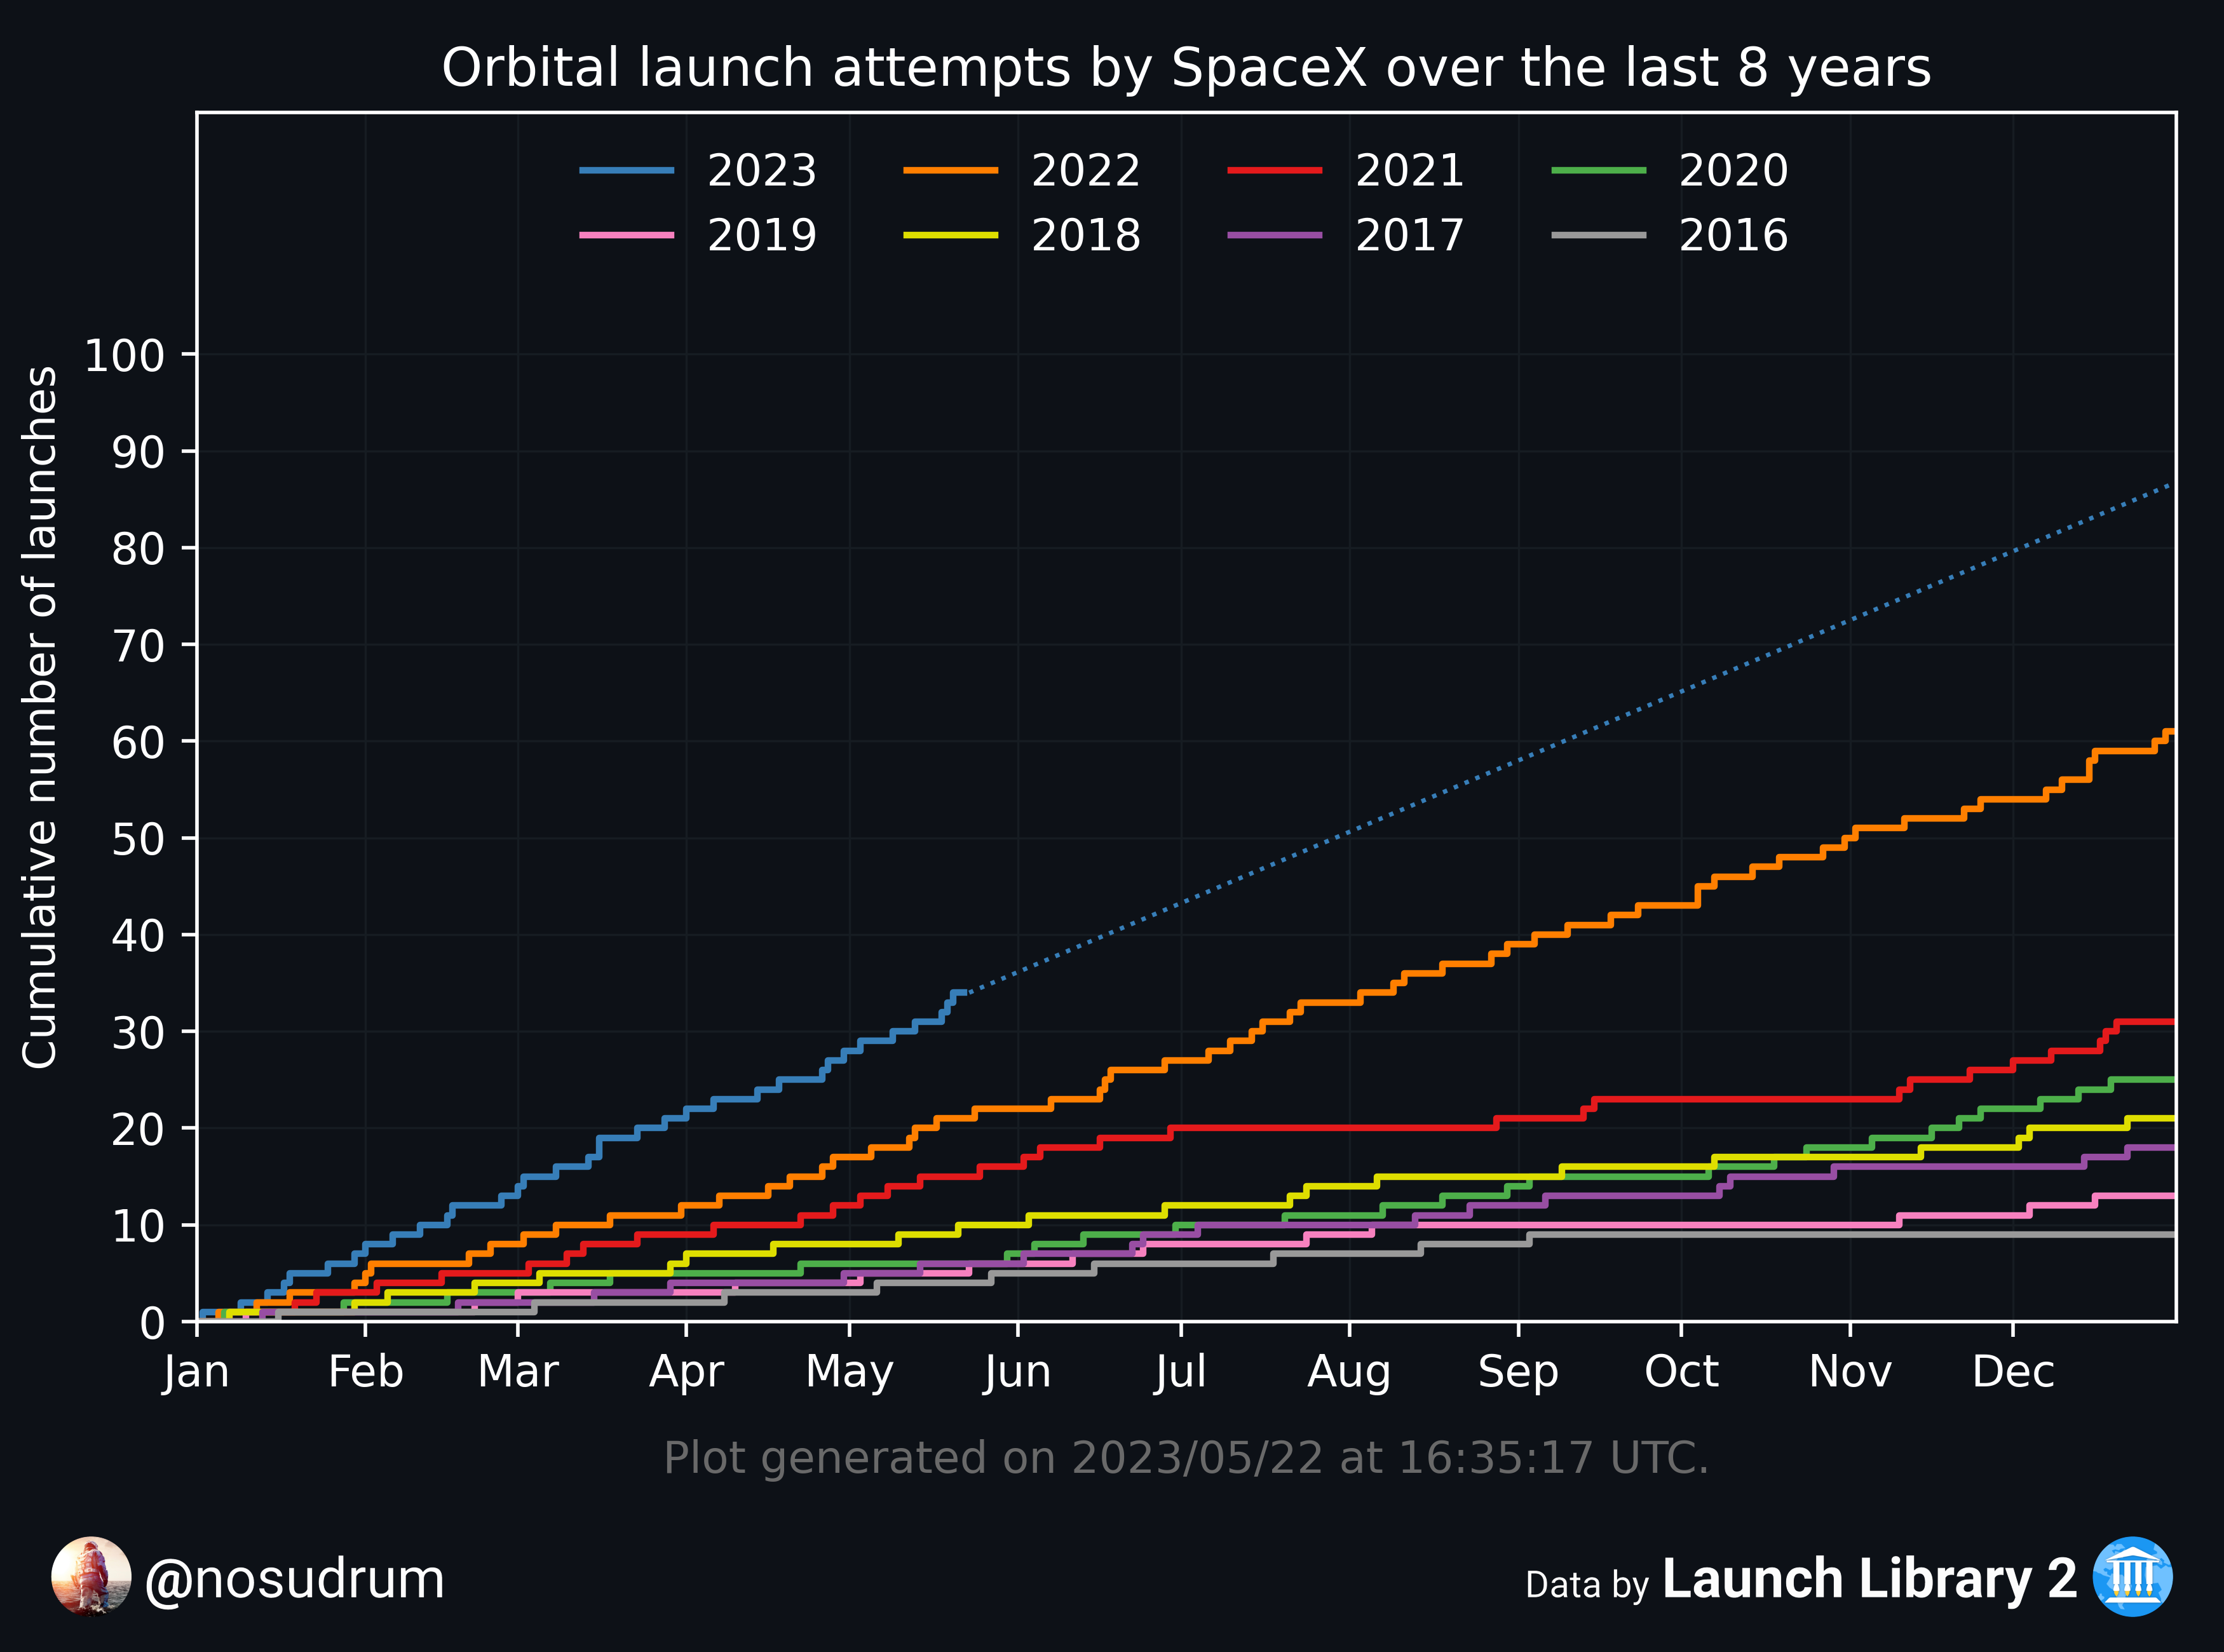 Orbital launch attempts by SpaceX over the last 8 years
2023 2022 2021 2020
2019 2018 2017 2016
Cumulative number of launches
100
90
80
70
60
50
40
30
20
10
0
Jan Feb Mar Apr May Jun Jul Aug Sep Oct Nov Dec
Plot generated on 2023/05/22 at 16:35:17 UTC.
@nosudrum
Data by Launch Library 2